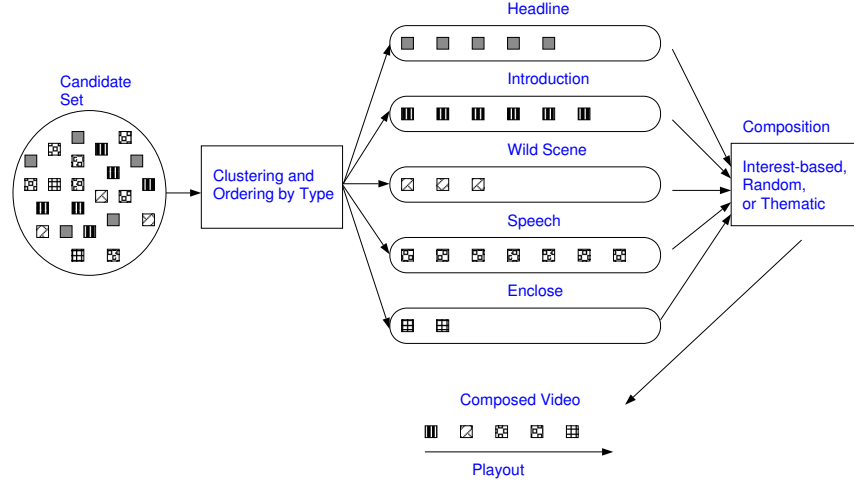 Headline
Candidate
Set
Introduction
Clustering and
Ordering by Type
Wild Scene
Composition
Interest-based,
Random,
or Thematic
Speech
Enclose
Composed Video
Playout